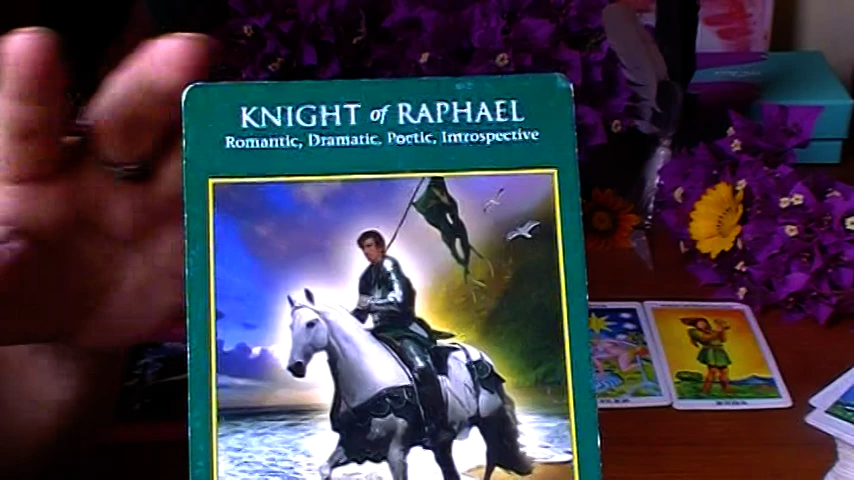 KNIGHT of RAPHAEL
Romantic, Dramatic, Poetic, Introspective